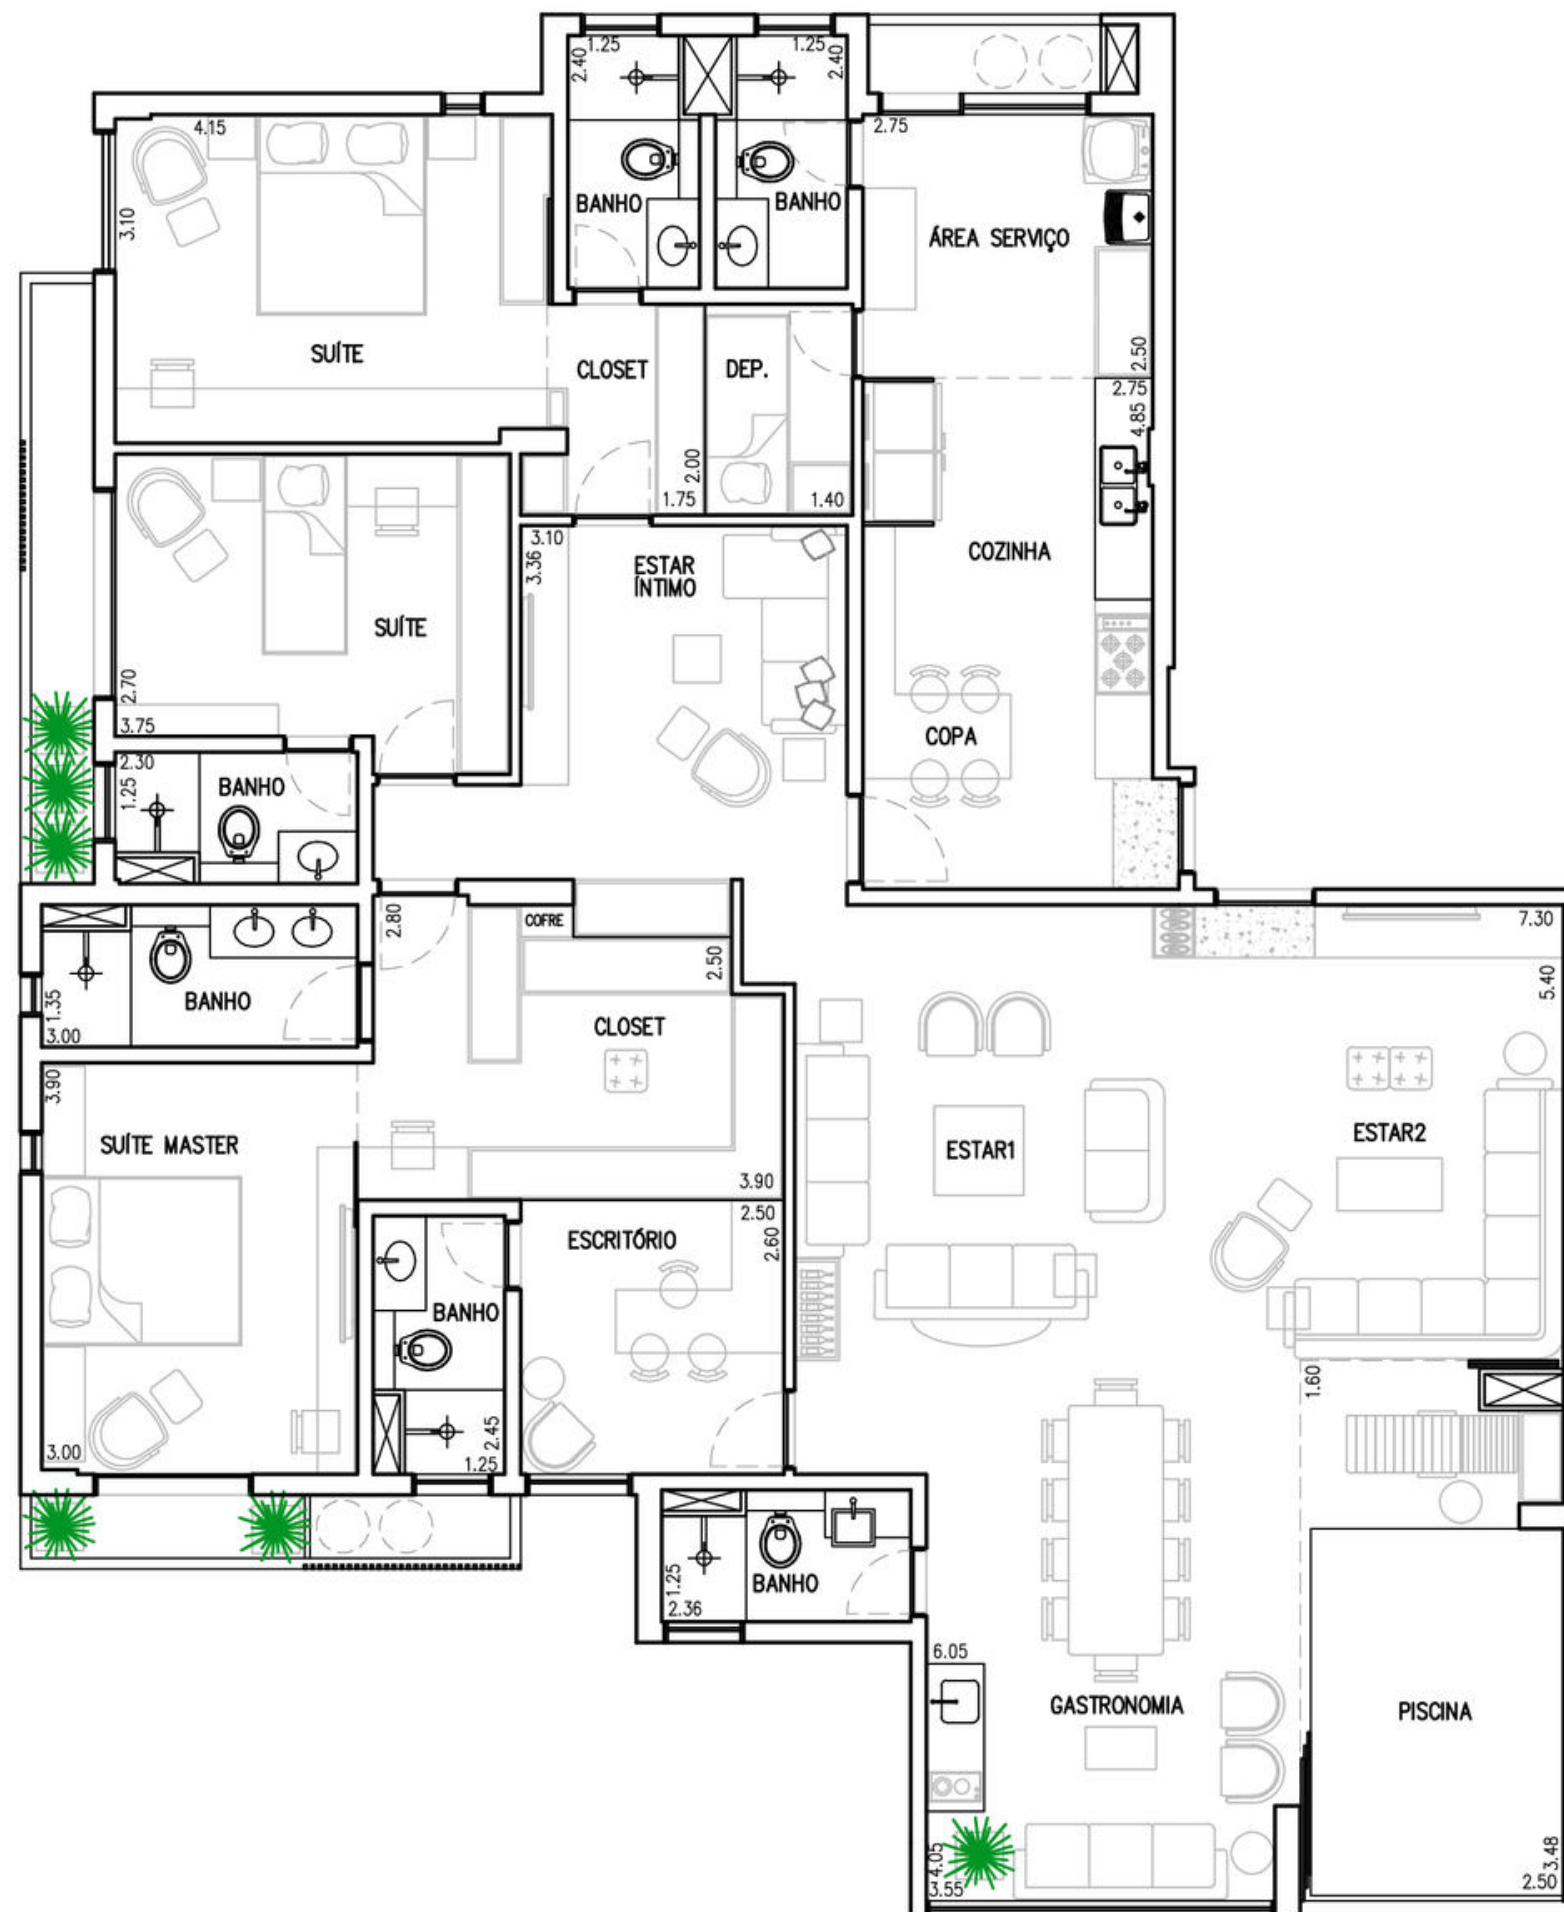 1.25
2.40
1.25
2.40
BANHO
BANHO
2.75
ÁREA SERVIÇO
2.50
4.15
3.10
SUÍTE
CLOSET
2.00
1.75
DEP.
1.40
2.75
4.85
COZINHA
COPA
3.10
3.36
ESTAR
ÍNTIMO
SUÍTE
2.70
3.75
2.30
1.25
BANHO
2.80
COFRE
2.50
BANHO
1.35
3.00
CLOSET
3.90
3.90
SUÍTE MASTER
3.00
7.30
5.40
ESTAR1
ESTAR2
2.50
2.60
ESCRITÓRIO
BANHO
2.45
1.25
1.60
1.25
2.36
BANHO
6.05
GASTRONOMIA
4.05
3.55
PISCINA
3.48
2.50